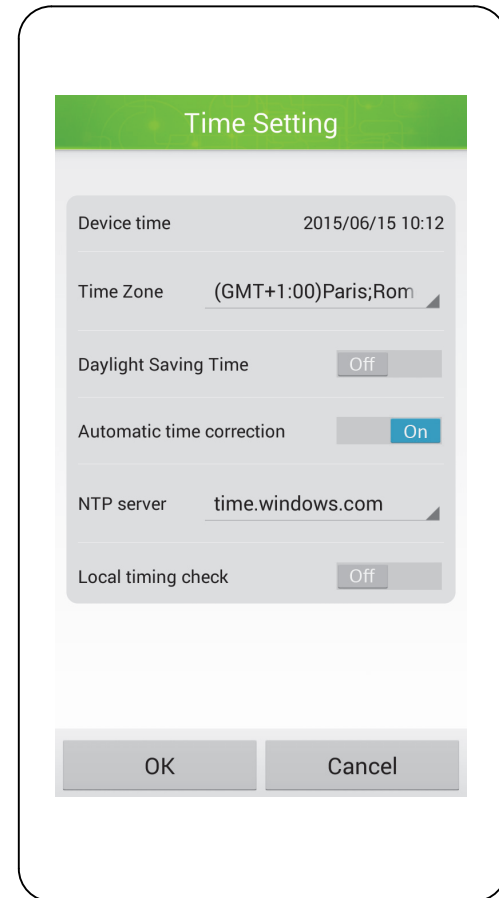 Time Setting
Device time 2015/06/15 10:12
Time Zone (GMT+1:00)Paris;Rom
Daylight Saving Time Off
Automatic time correction On
NTP server time.windows.com
Local timing check Off
OK Cancel